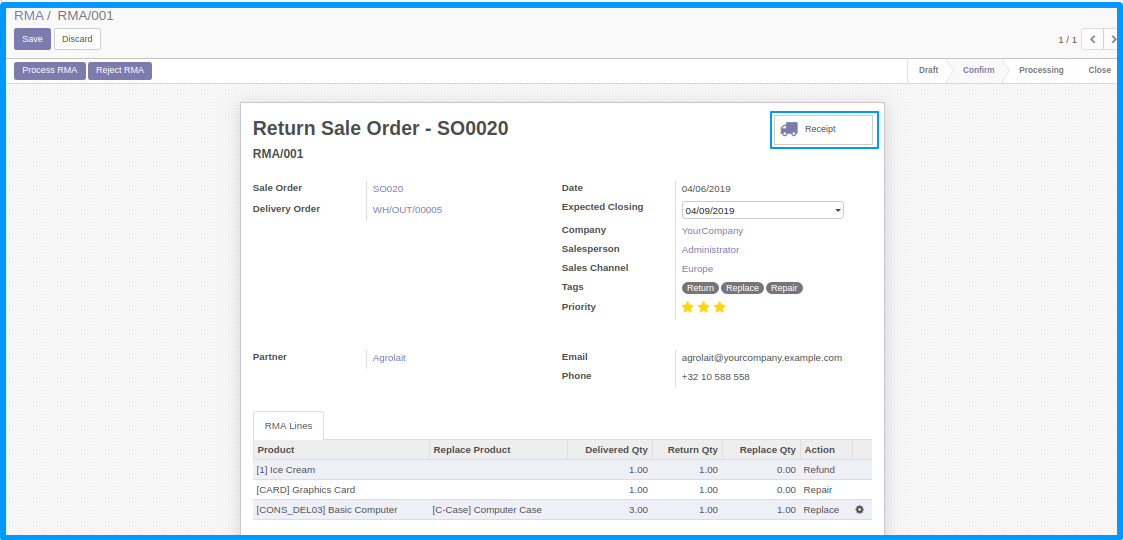 RMA / RMA/001
Save Discard 1 / 1
Process RMA Reject RMA Draft Confirm Processing Close
Return Sale Order - SO0020 Receipt
RMA/001
Sale Order SO020 Date 04/06/2019
Delivery Order WH/OUT/00005 Expected Closing 04/09/2019
Company YourCompany
Salesperson Administrator
Sales Channel Europe
Tags Return Replace Repair
Priority
Partner Agrolait Email agrolait@yourcompany.example.com
Phone +32 10 588 558
RMA Lines
Product Replace Product Delivered Qty Return Qty Replace Qty Action
[1] Ice Cream 1.00 1.00 0.00 Refund
[CARD] Graphics Card 1.00 1.00 0.00 Repair
[CONS_DEL03] Basic Computer [C-Case] Computer Case 3.00 1.00 1.00 Replace